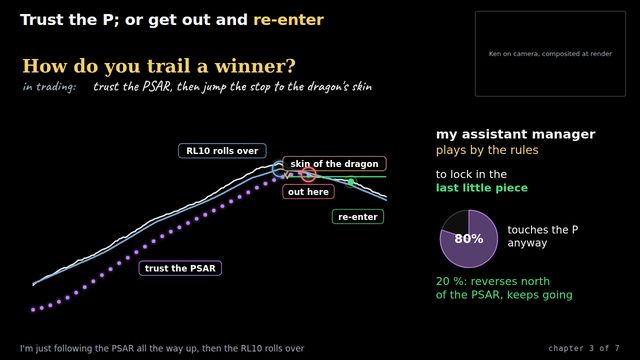 Trust the P; or get out and re-enter
Ken on camera, composited at render
How do you trail a winner?
in trading: trust the PSAR, then jump the stop to the dragon's skin
my assistant manager
plays by the rules
RL10 rolls over
skin of the dragon
to lock in the
last little piece
out here
re-enter
80%
touches the P
anyway
trust the PSAR
20 %: reverses north
of the PSAR, keeps going
I'm just following the PSAR all the way up, then the RL10 rolls over
chapter 3 of 7